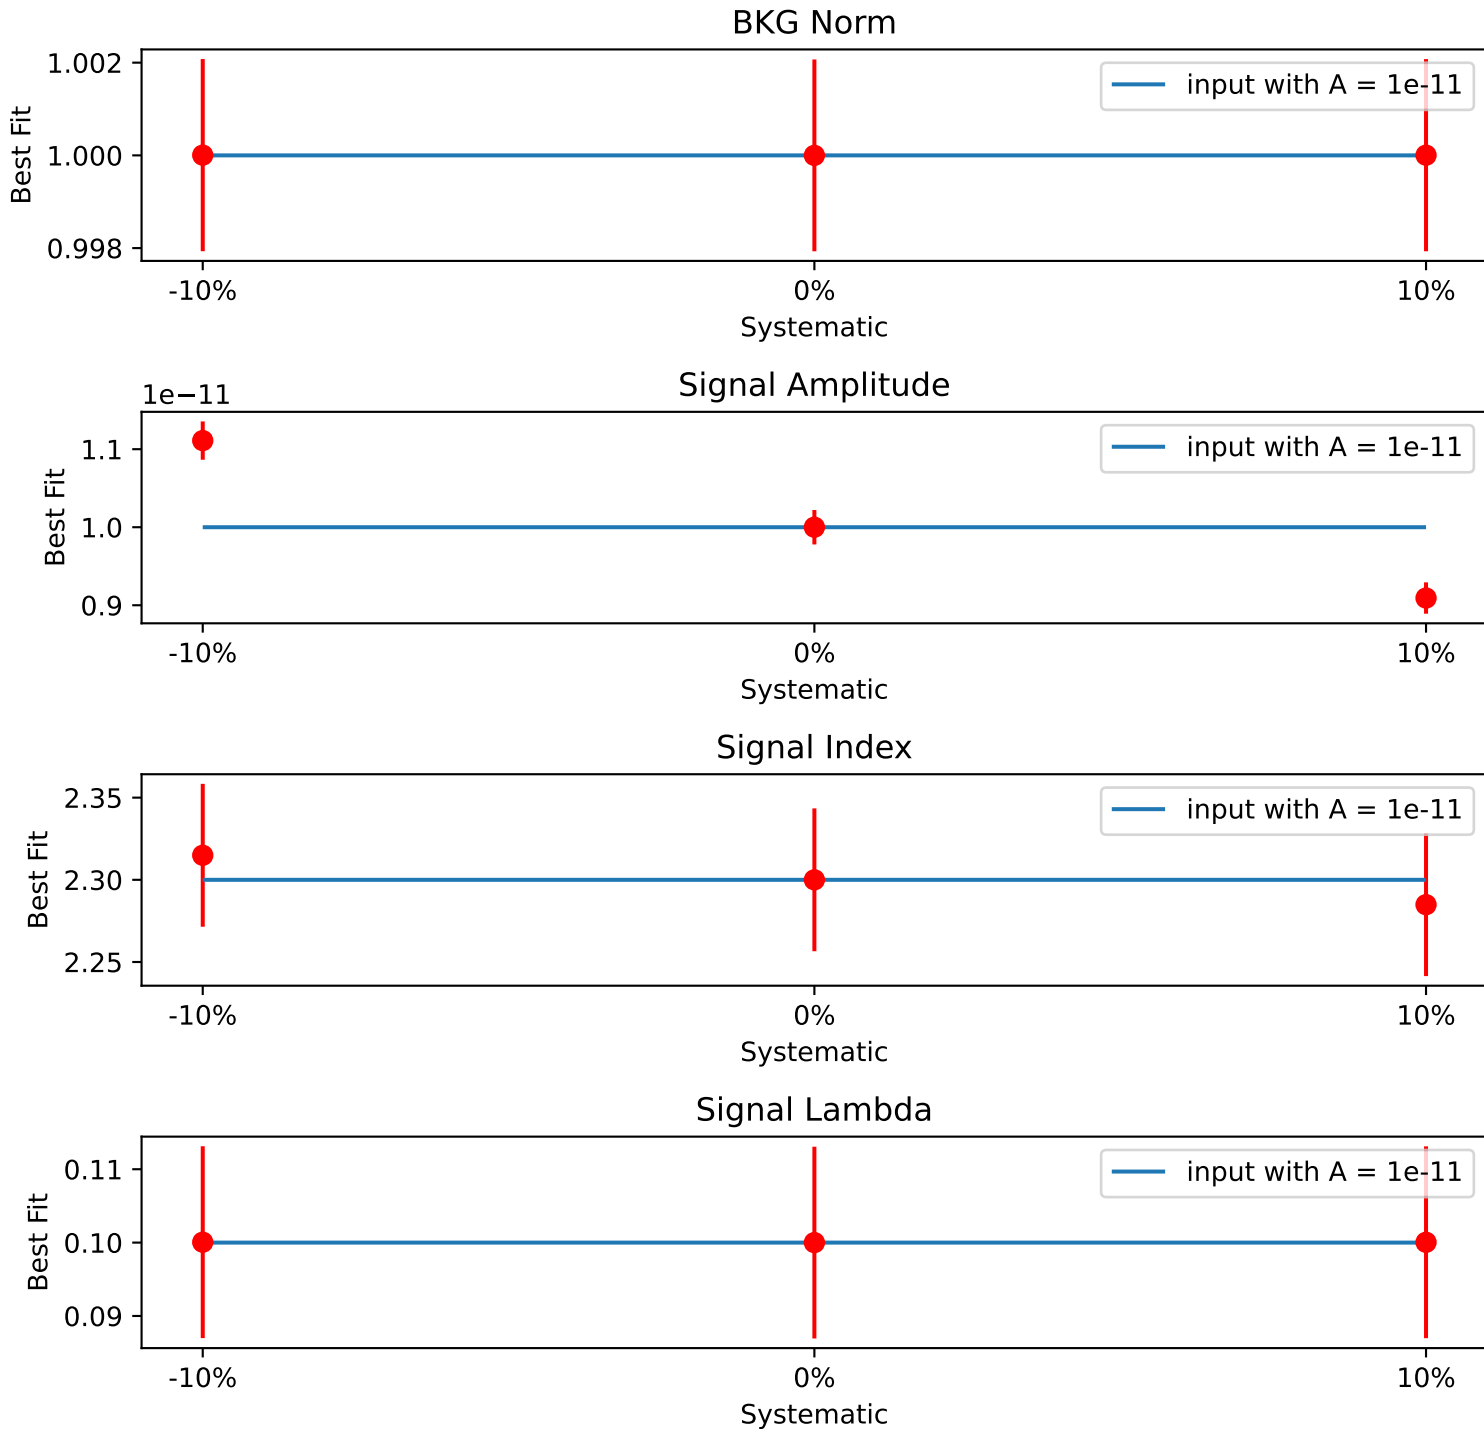 BKG Norm
1.002
1.000
0.998
Best Fit
input with A = 1e-11
-10% 0% 10%
Systematic
Signal Amplitude
1e−11
1.1
1.0
0.9
Best Fit
input with A = 1e-11
-10% 0% 10%
Systematic
Signal Index
2.35
2.30
2.25
Best Fit
input with A = 1e-11
-10% 0% 10%
Systematic
Signal Lambda
0.11
0.10
0.09
Best Fit
input with A = 1e-11
-10% 0% 10%
Systematic